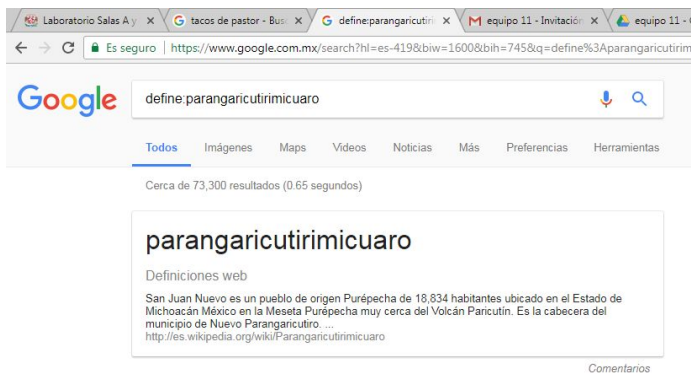 Laboratorio Salas A y
tacos de pastor - Bus
define:parangaricutiri
equipo 11 - Invitación
equipo 11 -
Es seguro | https://www.google.com.mx/search?hl=es-419&biw=1600&bih=745&q=define%3Aparangaricutirim
Google
define:parangaricutirimicuaro
Todos Imágenes Maps Videos Noticias Más Preferencias Herramientas
Cerca de 73,300 resultados (0.65 segundos)
parangaricutirimicuaro
Definiciones web
San Juan Nuevo es un pueblo de origen Purépecha de 18,834 habitantes ubicado en el Estado de
Michoacán México en la Meseta Purépecha muy cerca del Volcán Paricutín. Es la cabecera del
municipio de Nuevo Parangaricutiro. ...
http://es.wikipedia.org/wiki/Parangaricutirimicuaro
Comentarios